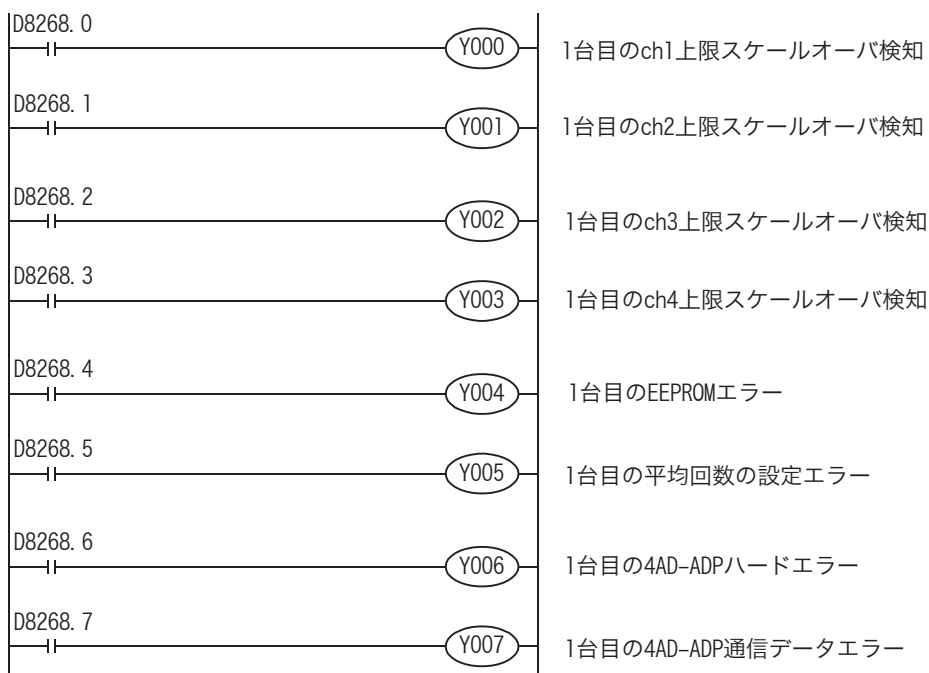 D8268. 0
Y000 1台目のch1上限スケールオーバ検知
D8268. 1
Y001 1台目のch2上限スケールオーバ検知
D8268. 2
Y002 1台目のch3上限スケールオーバ検知
D8268. 3
Y003 1台目のch4上限スケールオーバ検知
D8268. 4
Y004 1台目のEEPROMエラー
D8268. 5
Y005 1台目の平均回数の設定エラー
D8268. 6
Y006 1台目の4AD-ADPハードエラー
D8268. 7
Y007 1台目の4AD-ADP通信データエラー